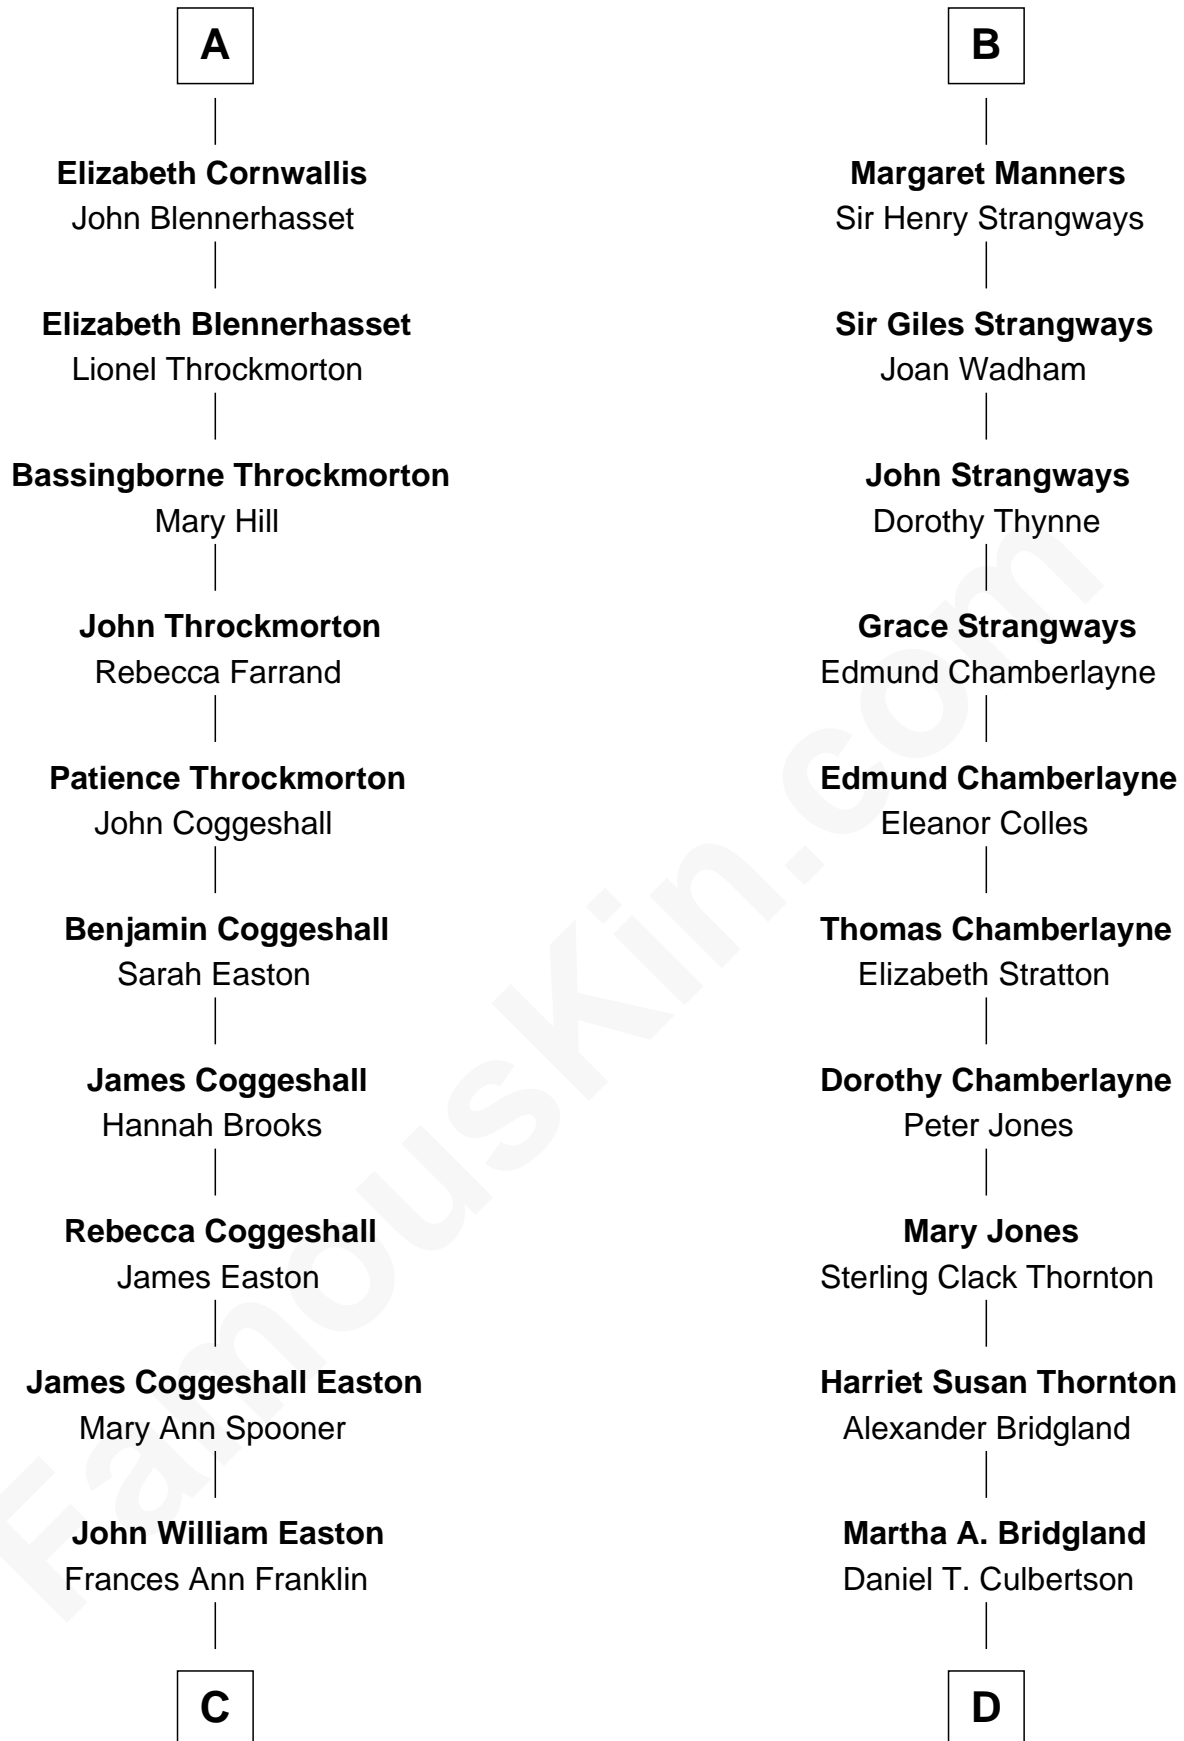 A
Elizabeth Cornwallis
John Blennerhasset
Elizabeth Blennerhasset
Lionel Throckmorton
Bassingborne Throckmorton
Mary Hill
John Throckmorton
Rebecca Farrand
Patience Throckmorton
John Coggeshall
Benjamin Coggeshall
Sarah Easton
James Coggeshall
Hannah Brooks
Rebecca Coggeshall
James Easton
James Coggeshall Easton
Mary Ann Spooner
John William Easton
Frances Ann Franklin
C
B
Margaret Manners
Sir Henry Strangways
Sir Giles Strangways
Joan Wadham
John Strangways
Dorothy Thynne
Grace Strangways
Edmund Chamberlayne
Edmund Chamberlayne
Eleanor Colles
Thomas Chamberlayne
Elizabeth Stratton
Dorothy Chamberlayne
Peter Jones
Mary Jones
Sterling Clack Thornton
Harriet Susan Thornton
Alexander Bridgland
Martha A. Bridgland
Daniel T. Culbertson
D
FamousKin.com